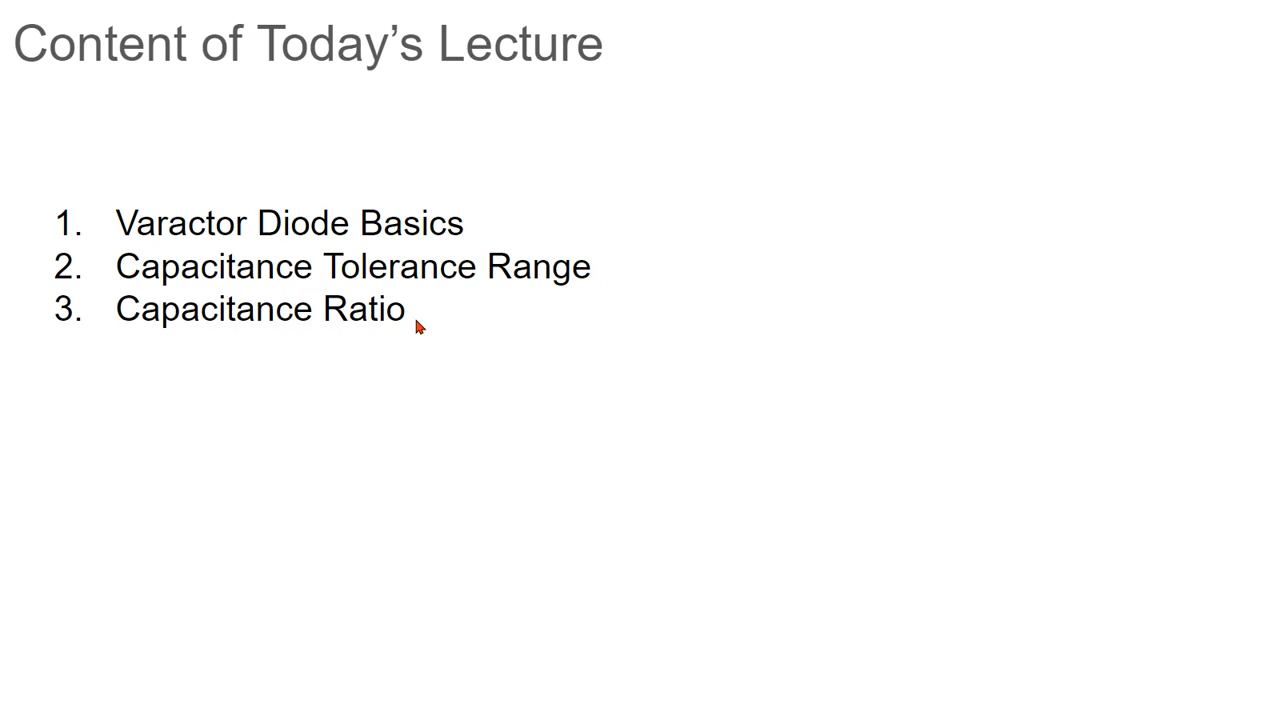 Content of Today’s Lecture
1. Varactor Diode Basics
2. Capacitance Tolerance Range
3. Capacitance Ratio